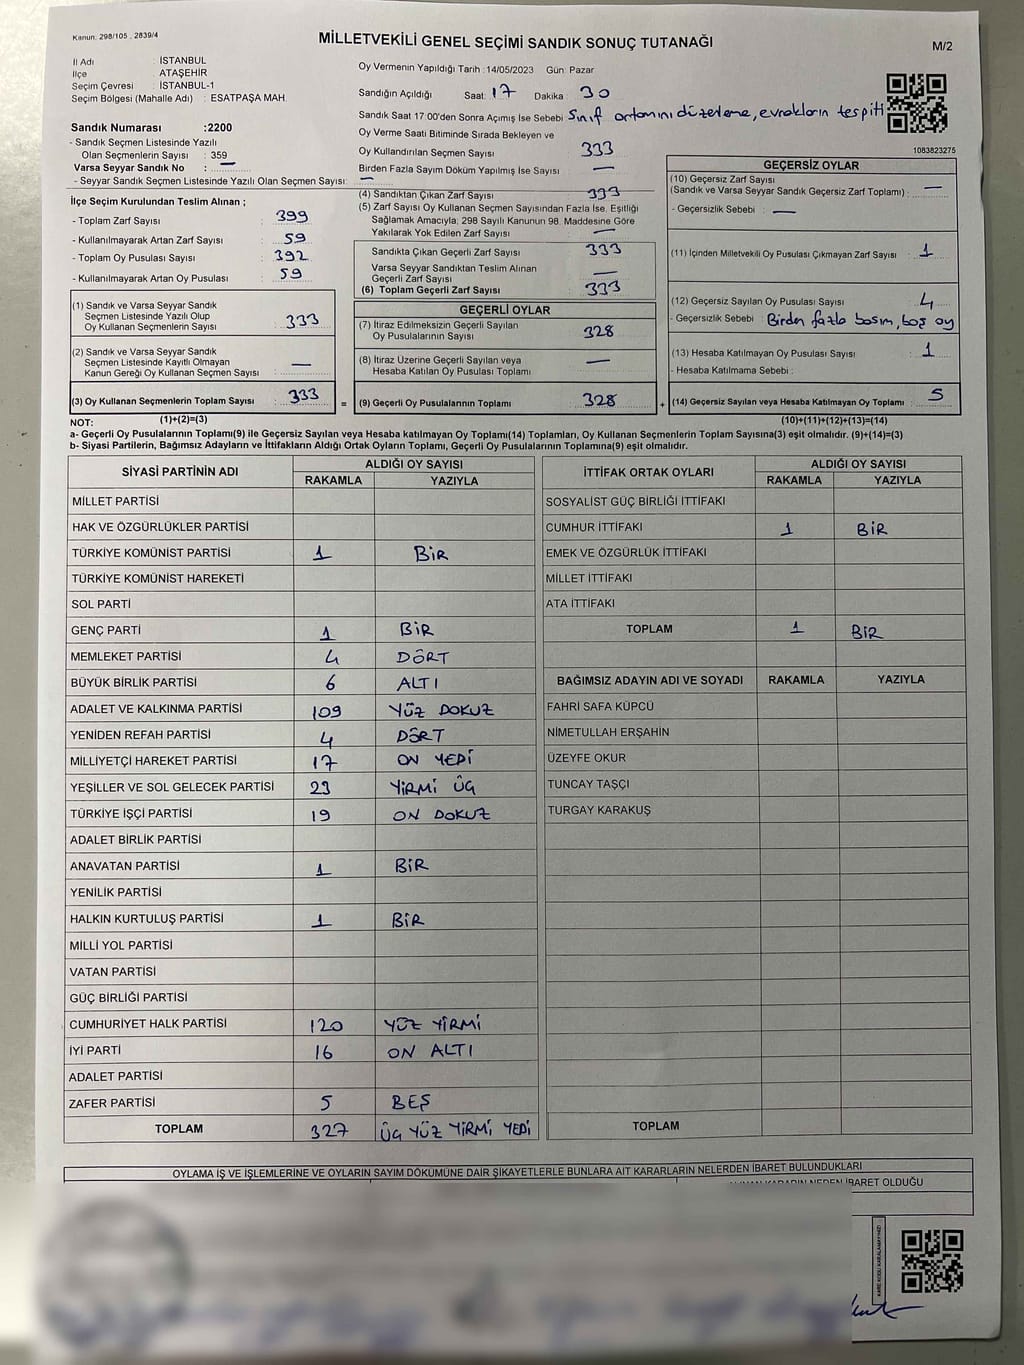 Kanun: 298/105 , 2839/4
MİLLETVEKİLİ GENEL SEÇİMİ SANDIK SONUÇ TUTANAĞI
M/2
İl Adı : İSTANBUL
İlçe : ATAŞEHİR
Seçim Çevresi : İSTANBUL-1
Seçim Bölgesi (Mahalle Adı) : ESATPAŞA MAH.
Sandık Numarası :2200
- Sandık Seçmen Listesinde Yazılı
Olan Seçmenlerin Sayısı : 359
Varsa Seyyar Sandık No : —
- Seyyar Sandık Seçmen Listesinde Yazılı Olan Seçmen Sayısı: —
İlçe Seçim Kurulundan Teslim Alınan ;
- Toplam Zarf Sayısı : 399
- Kullanılmayarak Artan Zarf Sayısı : 59
- Toplam Oy Pusulası Sayısı : 392
- Kullanılmayarak Artan Oy Pusulası : 59
(1) Sandık ve Varsa Seyyar Sandık
Seçmen Listesinde Yazılı Olup
Oy Kullanan Seçmenlerin Sayısı : 333
(2) Sandık ve Varsa Seyyar Sandık
Seçmen Listesinde Kayıtlı Olmayan
Kanun Gereği Oy Kullanan Seçmen Sayısı : —
(3) Oy Kullanan Seçmenlerin Toplam Sayısı : 333
(1)+(2)=(3)
Oy Vermenin Yapıldığı Tarih : 14/05/2023 Gün: Pazar
Sandığın Açıldığı Saat: 17 Dakika : 30
Sandık Saat 17:00'den Sonra Açımış İse Sebebi : Sınıf ortamını düzenleme, evrakların tespiti
Oy Verme Saati Bitiminde Sırada Bekleyen ve
Oy Kullandırılan Seçmen Sayısı : 333
Birden Fazla Sayım Döküm Yapılmış İse Sayısı : —
(4) Sandıktan Çıkan Zarf Sayısı : 333
(5) Zarf Sayısı Oy Kullanan Seçmen Sayısından Fazla İse, Eşitliği
Sağlamak Amacıyla; 298 Sayılı Kanunun 98. Maddesine Göre
Yakılarak Yok Edilen Zarf Sayısı : —
Sandıkta Çıkan Geçerli Zarf Sayısı : 333
Varsa Seyyar Sandıktan Teslim Alınan
Geçerli Zarf Sayısı : —
(6) Toplam Geçerli Zarf Sayısı : 333
GEÇERLİ OYLAR
(7) İtiraz Edilmeksizin Geçerli Sayılan
Oy Pusulalarının Sayısı : 328
(8) İtiraz Üzerine Geçerli Sayılan veya
Hesaba Katılan Oy Pusulası Toplamı : —
= (9) Geçerli Oy Pusulalarının Toplamı : 328
1083823275
GEÇERSİZ OYLAR
(10) Geçersiz Zarf Sayısı
(Sandık ve Varsa Seyyar Sandık Geçersiz Zarf Toplamı) : —
- Geçersizlik Sebebi : —
(11) İçinden Milletvekili Oy Pusulası Çıkmayan Zarf Sayısı : 1
(12) Geçersiz Sayılan Oy Pusulası Sayısı : 4
- Geçersizlik Sebebi : Birden fazla basım, boş oy
(13) Hesaba Katılmayan Oy Pusulası Sayısı : 1
- Hesaba Katılmama Sebebi :
+ (14) Geçersiz Sayılan veya Hesaba Katılmayan Oy Toplamı : 5
(10)+(11)+(12)+(13)=(14)
NOT:
a- Geçerli Oy Pusulalarının Toplamı(9) ile Geçersiz Sayılan veya Hesaba katılmayan Oy Toplamı(14) Toplamları, Oy Kullanan Seçmenlerin Toplam Sayısına(3) eşit olmalıdır. (9)+(14)=(3)
b- Siyasi Partilerin, Bağımsız Adayların ve İttifakların Aldığı Ortak Oyların Toplamı, Geçerli Oy Pusulalarının Toplamına(9) eşit olmalıdır.
SİYASİ PARTİNİN ADI ALDIĞI OY SAYISI
RAKAMLA YAZIYLA
MİLLET PARTİSİ
HAK VE ÖZGÜRLÜKLER PARTİSİ
TÜRKİYE KOMÜNİST PARTİSİ 1 BİR
TÜRKİYE KOMÜNİST HAREKETİ
SOL PARTİ
GENÇ PARTİ 1 BİR
MEMLEKET PARTİSİ 4 DÖRT
BÜYÜK BİRLİK PARTİSİ 6 ALTI
ADALET VE KALKINMA PARTİSİ 109 YÜZ DOKUZ
YENİDEN REFAH PARTİSİ 4 DÖRT
MİLLİYETÇİ HAREKET PARTİSİ 17 ON YEDİ
YEŞİLLER VE SOL GELECEK PARTİSİ 23 YİRMİ ÜÇ
TÜRKİYE İŞÇİ PARTİSİ 19 ON DOKUZ
ADALET BİRLİK PARTİSİ
ANAVATAN PARTİSİ 1 BİR
YENİLİK PARTİSİ
HALKIN KURTULUŞ PARTİSİ 1 BİR
MİLLİ YOL PARTİSİ
VATAN PARTİSİ
GÜÇ BİRLİĞİ PARTİSİ
CUMHURİYET HALK PARTİSİ 120 YÜZ YİRMİ
İYİ PARTİ 16 ON ALTI
ADALET PARTİSİ
ZAFER PARTİSİ 5 BEŞ
TOPLAM 327 ÜÇ YÜZ YİRMİ YEDİ
İTTİFAK ORTAK OYLARI ALDIĞI OY SAYISI
RAKAMLA YAZIYLA
SOSYALİST GÜÇ BİRLİĞİ İTTİFAKI
CUMHUR İTTİFAKI 1 BİR
EMEK VE ÖZGÜRLÜK İTTİFAKI
MİLLET İTTİFAKI
ATA İTTİFAKI
TOPLAM 1 BİR
BAĞIMSIZ ADAYIN ADI VE SOYADI RAKAMLA YAZIYLA
FAHRİ SAFA KÜPCÜ
NİMETULLAH ERŞAHİN
ÜZEYFE OKUR
TUNCAY TAŞÇI
TURGAY KARAKUŞ
TOPLAM
OYLAMA İŞ VE İŞLEMLERİNE VE OYLARIN SAYIM DÖKÜMÜNE DAİR ŞİKAYETLERLE BUNLARA AİT KARARLARIN NELERDEN İBARET BULUNDUKLARI
KARARIN NEDEN İBARET OLDUĞU